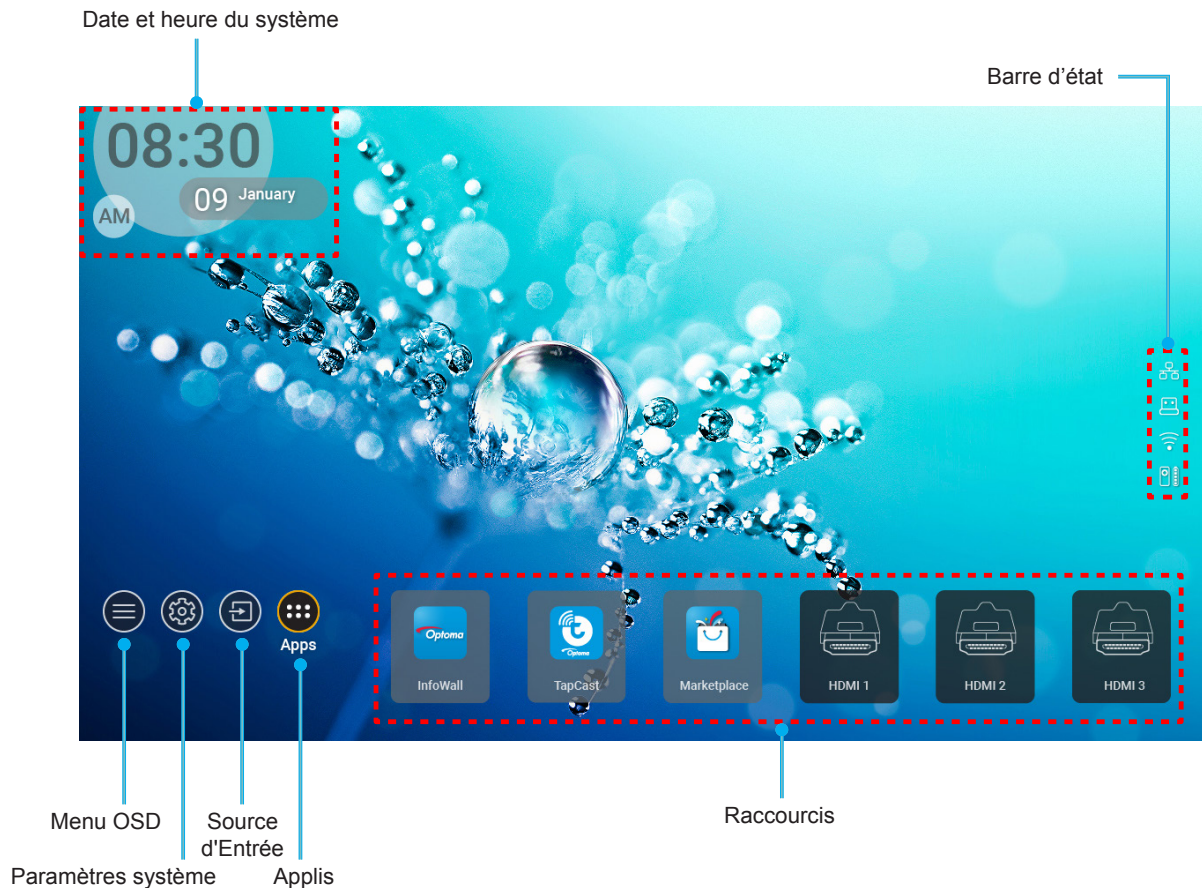 Date et heure du système
Barre d’état
08:30
09 January
AM
Apps
Optoma
InfoWall
Optoma
TapCast
Marketplace
HDMI 1
HDMI 2
HDMI 3
Menu OSD
Source
d'Entrée
Raccourcis
Paramètres système
Applis